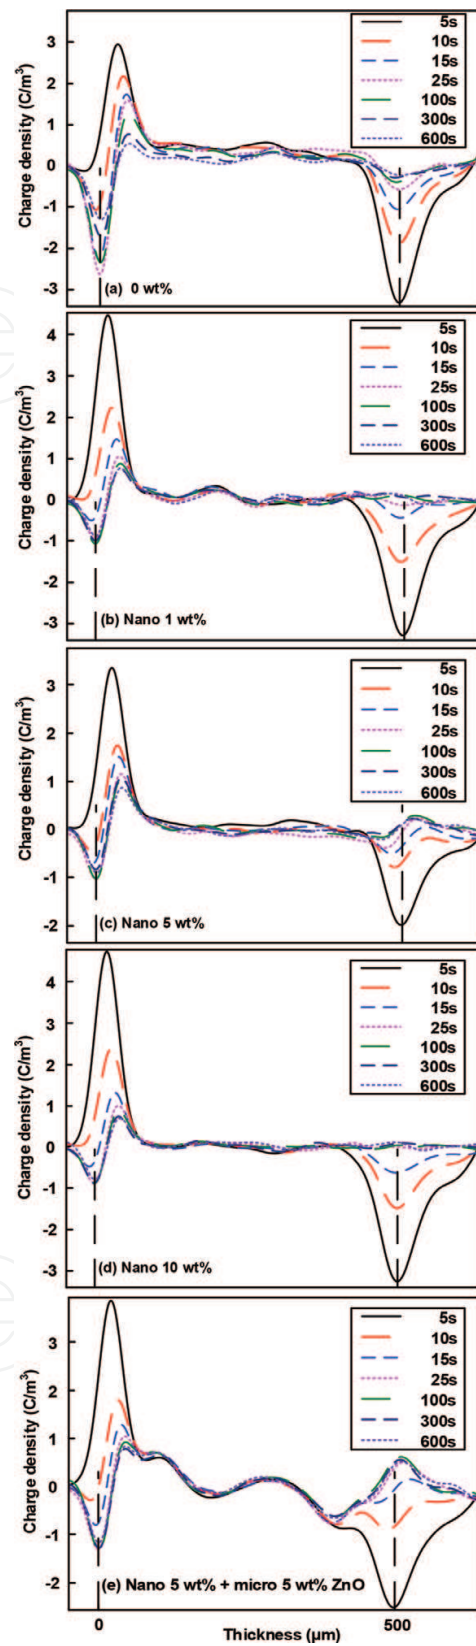 Charge density (C/m³)
3
2
1
0
-1
-2
-3
5s
10s
15s
25s
100s
300s
600s
(a) 0 wt%
Charge density (C/m³)
4
3
2
1
0
-1
-2
-3
5s
10s
15s
25s
100s
300s
600s
(b) Nano 1 wt%
Charge density (C/m³)
3
2
1
0
-1
-2
5s
10s
15s
25s
100s
300s
600s
(c) Nano 5 wt%
Charge density (C/m³)
4
3
2
1
0
-1
-2
-3
5s
10s
15s
25s
100s
300s
600s
(d) Nano 10 wt%
Charge density (C/m³)
3
2
1
0
-1
-2
5s
10s
15s
25s
100s
300s
600s
(e) Nano 5 wt% + micro 5 wt% ZnO
0
500
Thickness (μm)